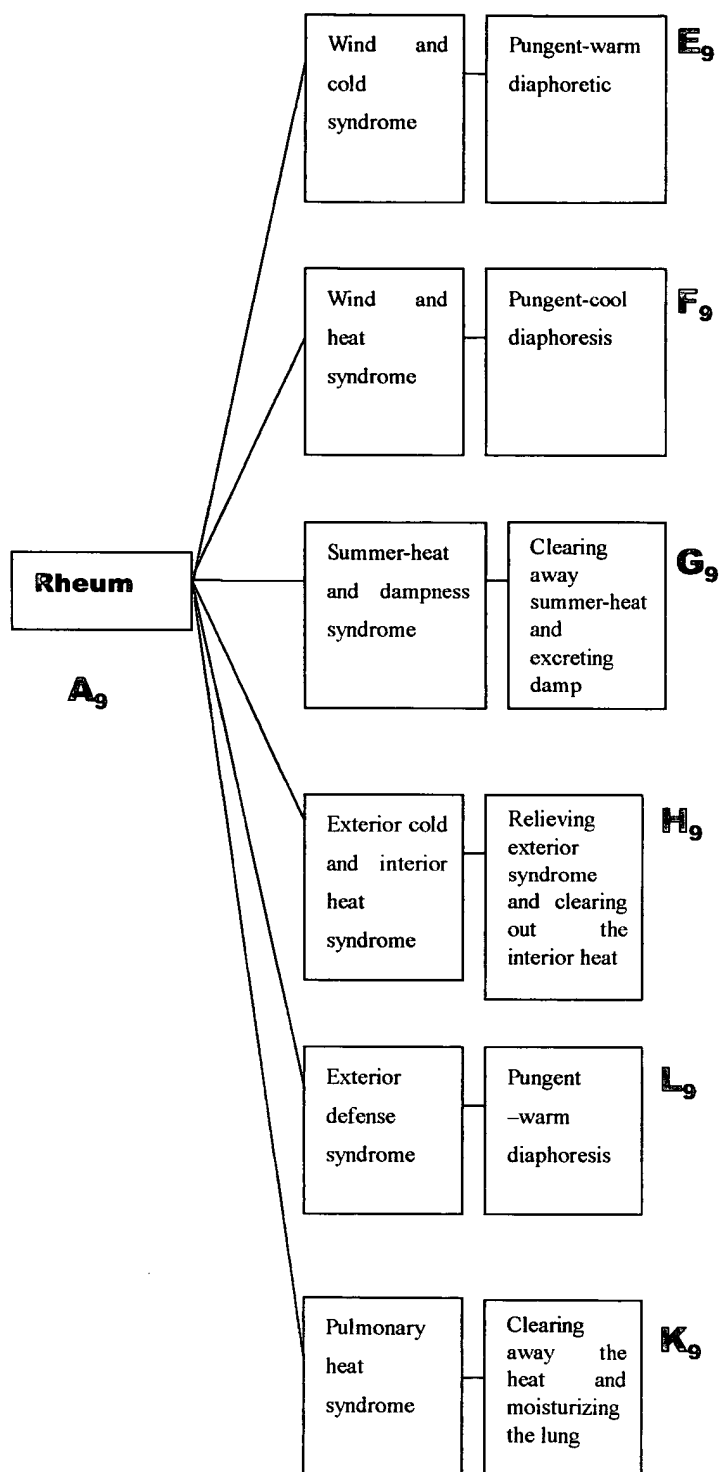 Wind and
cold
syndrome
Pungent-warm
diaphoretic
E9
Wind and
heat
syndrome
Pungent-cool
diaphoresis
F9
Rheum
A9
Summer-heat
and dampness
syndrome
Clearing
away
summer-heat
and
excreting
damp
G9
Exterior cold
and interior
heat
syndrome
Relieving
exterior
syndrome
and clearing
out the
interior heat
H9
Exterior
defense
syndrome
Pungent
–warm
diaphoresis
L9
Pulmonary
heat
syndrome
Clearing
away the
heat and
moisturizing
the lung
K9